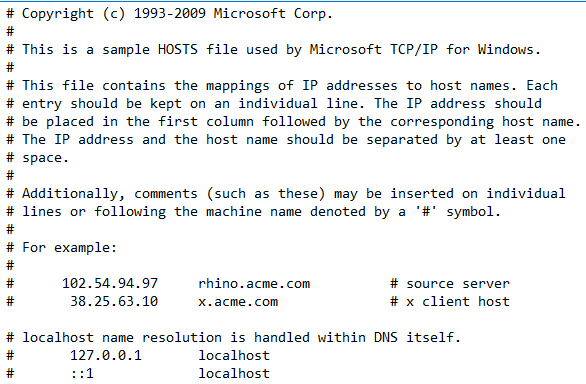 # Copyright (c) 1993-2009 Microsoft Corp.
#
# This is a sample HOSTS file used by Microsoft TCP/IP for Windows.
#
# This file contains the mappings of IP addresses to host names. Each
# entry should be kept on an individual line. The IP address should
# be placed in the first column followed by the corresponding host name.
# The IP address and the host name should be separated by at least one
# space.
#
# Additionally, comments (such as these) may be inserted on individual
# lines or following the machine name denoted by a '#' symbol.
#
# For example:
#
#      102.54.94.97     rhino.acme.com          # source server
#       38.25.63.10     x.acme.com              # x client host

# localhost name resolution is handled within DNS itself.
#       127.0.0.1       localhost
#       ::1             localhost